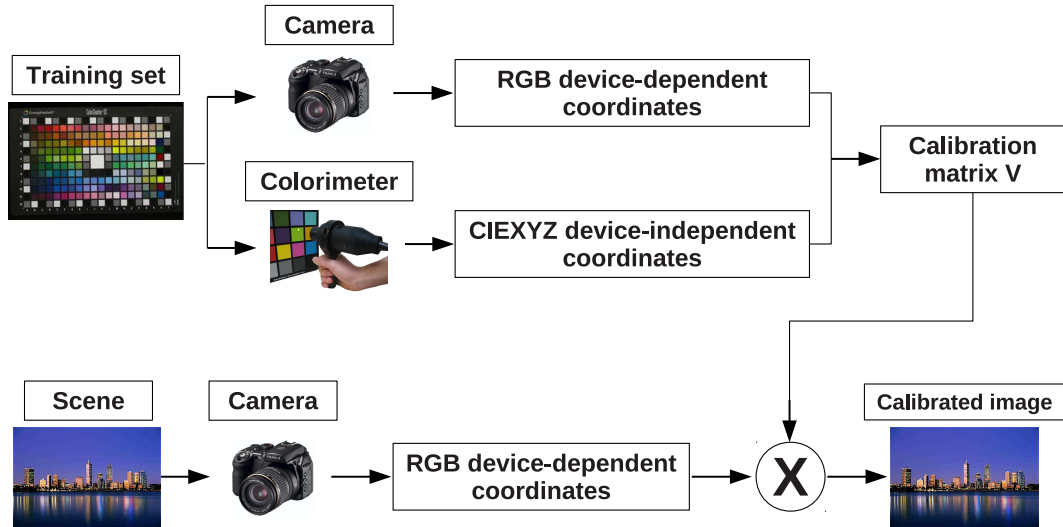 Camera
Training set
RGB device-dependent
coordinates
Calibration
matrix V
Colorimeter
CIEXYZ device-independent
coordinates
Scene
Camera
Calibrated image
RGB device-dependent
coordinates
X